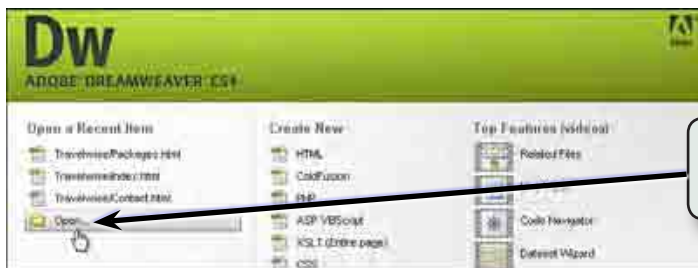 Dw
ADOBE DREAMWEAVER CS4
Open a Recent Item
Travelwise/Packages.html
Travelwise/Index.html
Travelwise/Contact.html
Open...
Create New
HTML
ColdFusion
PHP
ASP VBScript
XSLT (Entire page)
CSS
Top Features (videos)
Related Files
Code Navigator
Dataset Wizard